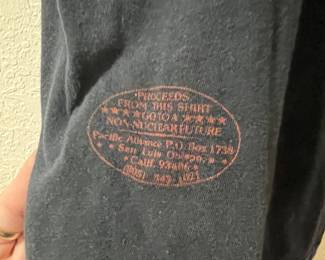 PROCEEDS
FROM THIS SHIRT
★★★★ GO TO A ★★★★
NON-NUCLEAR FUTURE
Pacific Alliance P.O. Box 1738
★ San Luis Obispo, ★
★ Calif. 93406 ★
(805) 543-1021